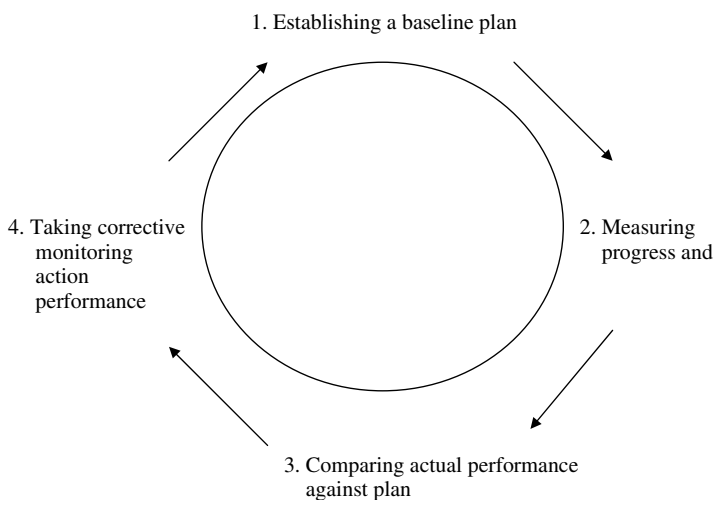 1. Establishing a baseline plan
2. Measuring
progress and
3. Comparing actual performance
against plan
4. Taking corrective
monitoring
action
performance